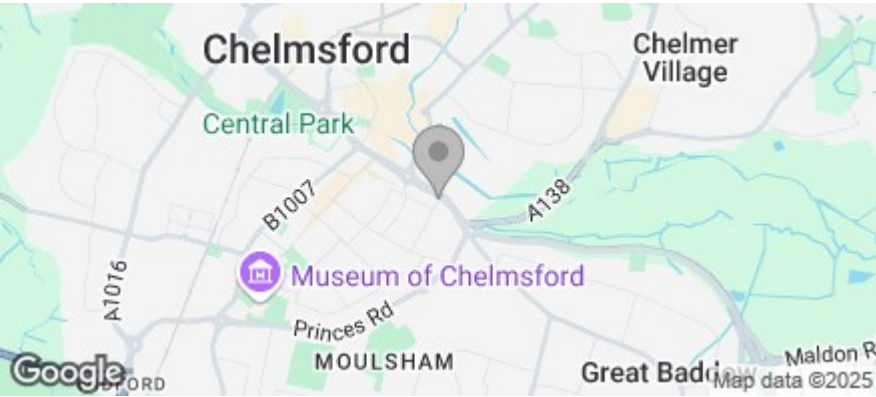 Chelmsford
Chelmer
Village
Central Park
B1007
A138
Museum of Chelmsford
A1016
Princes Rd
MOULSHAM
Great Baddow
Maldon R
Google
Map data ©2025